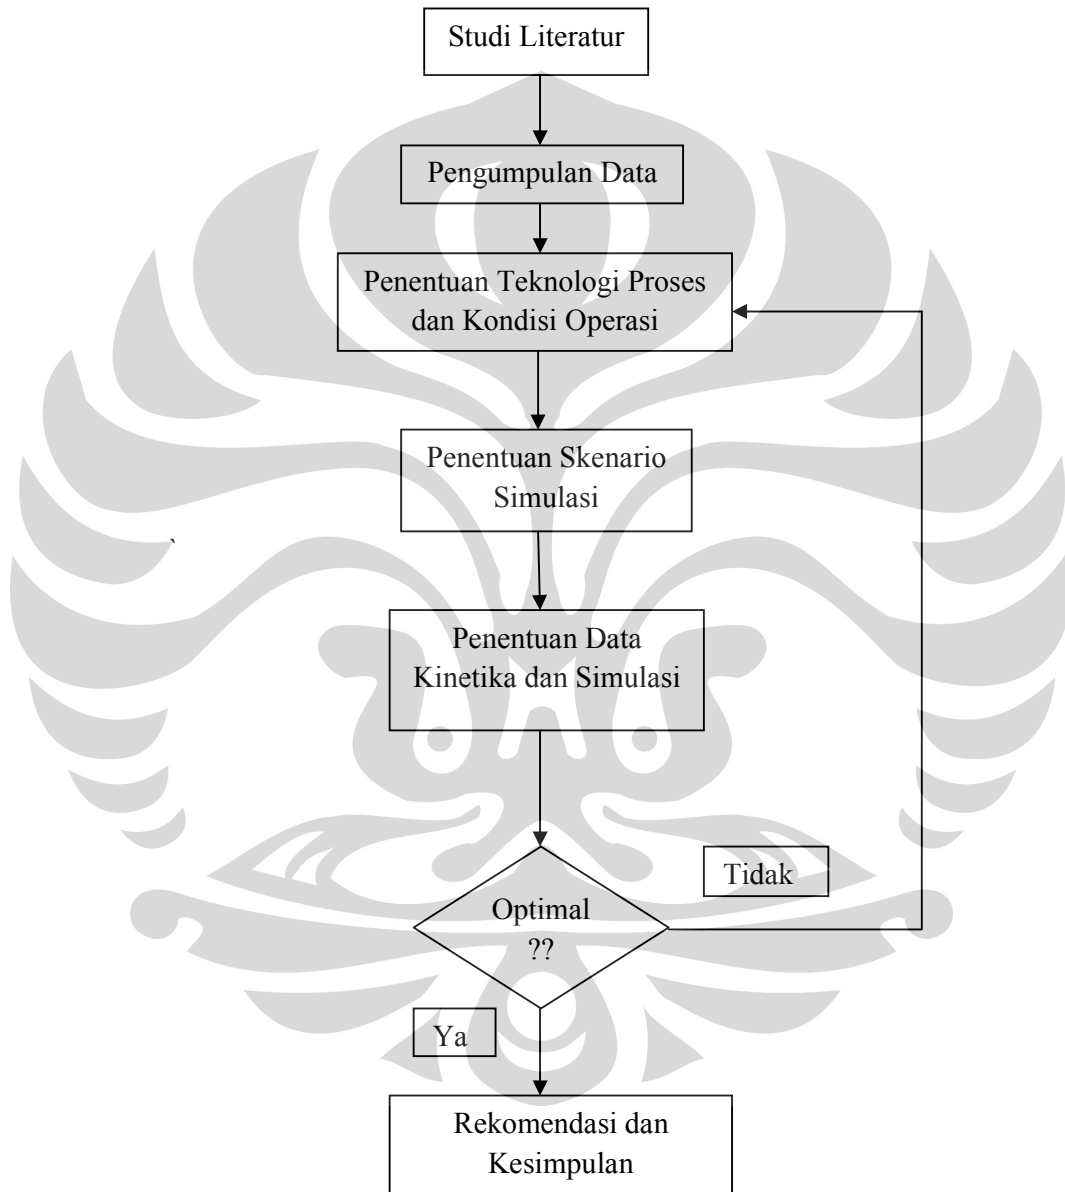 Studi Literatur
Pengumpulan Data
Penentuan Teknologi Proses
dan Kondisi Operasi
Penentuan Skenario
Simulasi
`
Penentuan Data
Kinetika dan Simulasi
Tidak
Optimal
??
Ya
Rekomendasi dan
Kesimpulan